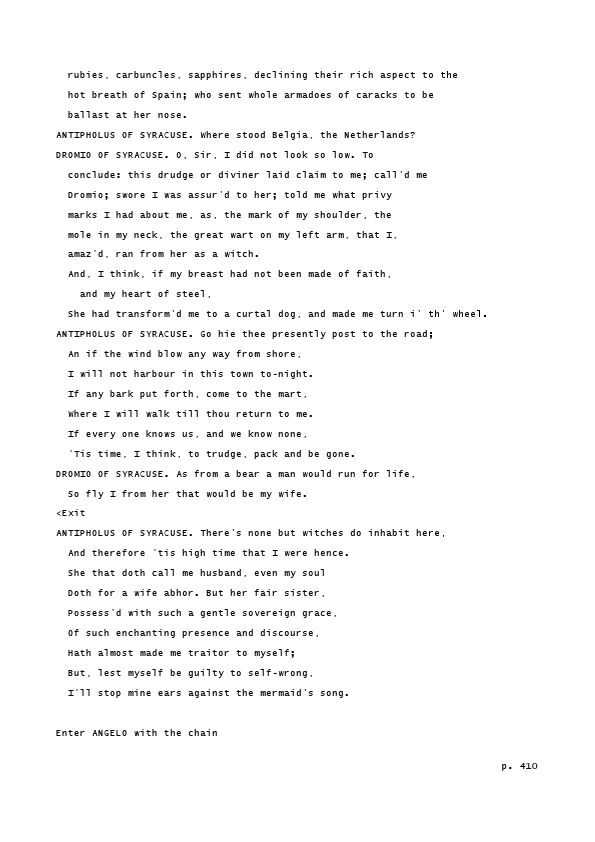 rubies, carbuncles, sapphires, declining their rich aspect to the
hot breath of Spain; who sent whole armadoes of caracks to be
ballast at her nose.
ANTIPHOLUS OF SYRACUSE. Where stood Belgia, the Netherlands?
DROMIO OF SYRACUSE. O, Sir, I did not look so low. To
conclude: this drudge or diviner laid claim to me; call'd me
Dromio; swore I was assur'd to her; told me what privy
marks I had about me, as, the mark of my shoulder, the
mole in my neck, the great wart on my left arm, that I,
amaz'd, ran from her as a witch.
And, I think, if my breast had not been made of faith,
and my heart of steel,
She had transform'd me to a curtal dog, and made me turn i' th' wheel.
ANTIPHOLUS OF SYRACUSE. Go hie thee presently post to the road;
An if the wind blow any way from shore,
I will not harbour in this town to-night.
If any bark put forth, come to the mart,
Where I will walk till thou return to me.
If every one knows us, and we know none,
'Tis time, I think, to trudge, pack and be gone.
DROMIO OF SYRACUSE. As from a bear a man would run for life,
So fly I from her that would be my wife.
<Exit
ANTIPHOLUS OF SYRACUSE. There's none but witches do inhabit here,
And therefore 'tis high time that I were hence.
She that doth call me husband, even my soul
Doth for a wife abhor. But her fair sister,
Possess'd with such a gentle sovereign grace,
Of such enchanting presence and discourse,
Hath almost made me traitor to myself;
But, lest myself be guilty to self-wrong,
I'll stop mine ears against the mermaid's song.
Enter ANGELO with the chain
p. 410